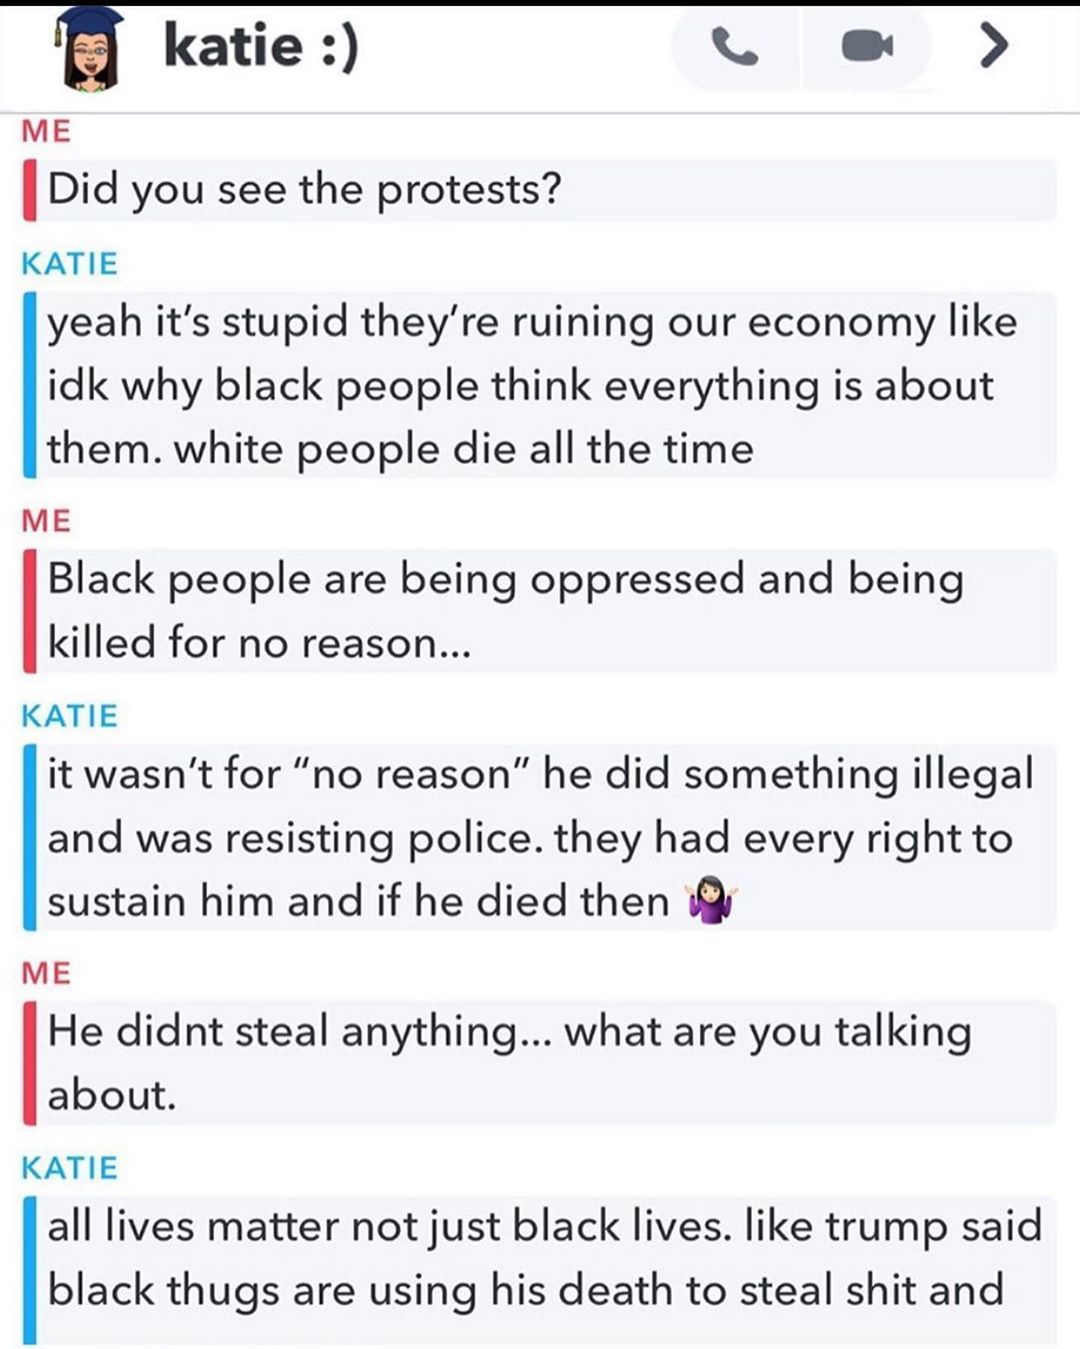 katie :)
ME
Did you see the protests?
KATIE
yeah it's stupid they're ruining our economy like
idk why black people think everything is about
them. white people die all the time
ME
Black people are being oppressed and being
killed for no reason...
KATIE
it wasn't for "no reason" he did something illegal
and was resisting police. they had every right to
sustain him and if he died then 🤷🏻‍♀️
ME
He didnt steal anything... what are you talking
about.
KATIE
all lives matter not just black lives. like trump said
black thugs are using his death to steal shit and